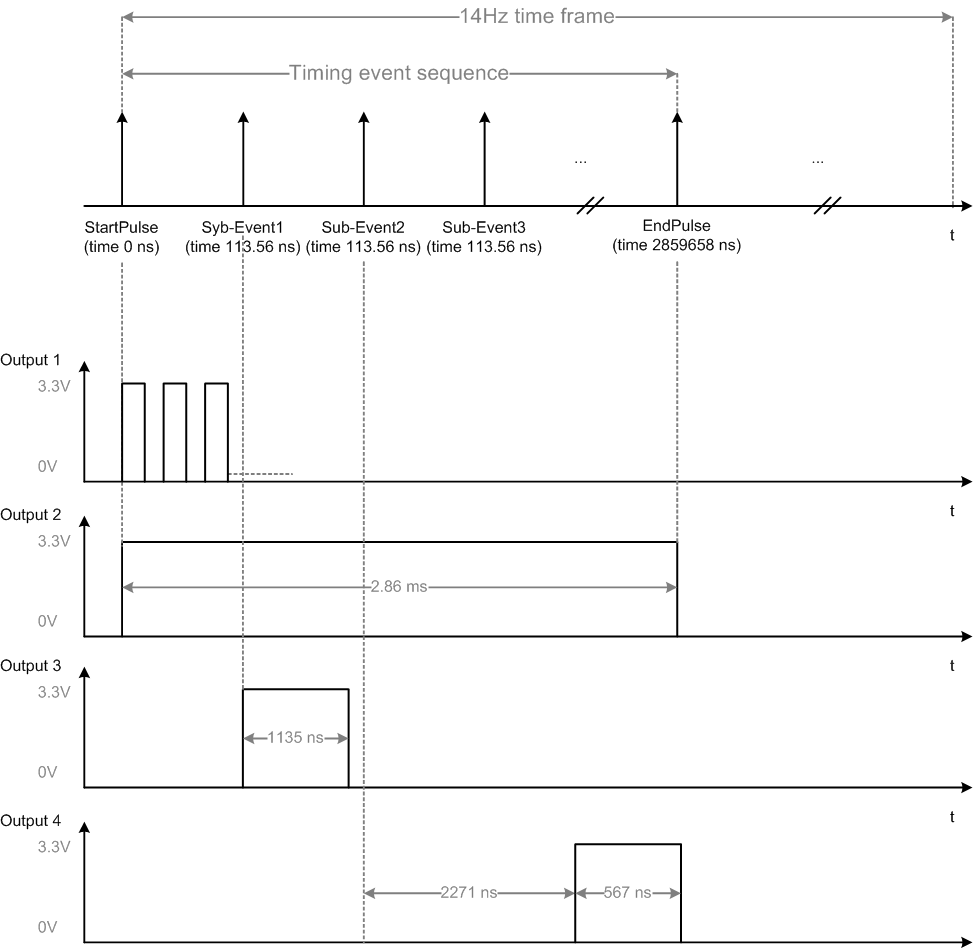 14Hz time frame
Timing event sequence
...
...
StartPulse
(time 0 ns)
Syb-Event1
(time 113.56 ns)
Sub-Event2
(time 113.56 ns)
Sub-Event3
(time 113.56 ns)
EndPulse
(time 2859658 ns)
t
Output 1
3.3V
0V
t
Output 2
3.3V
2.86 ms
0V
t
Output 3
3.3V
1135 ns
0V
t
Output 4
3.3V
2271 ns
567 ns
0V